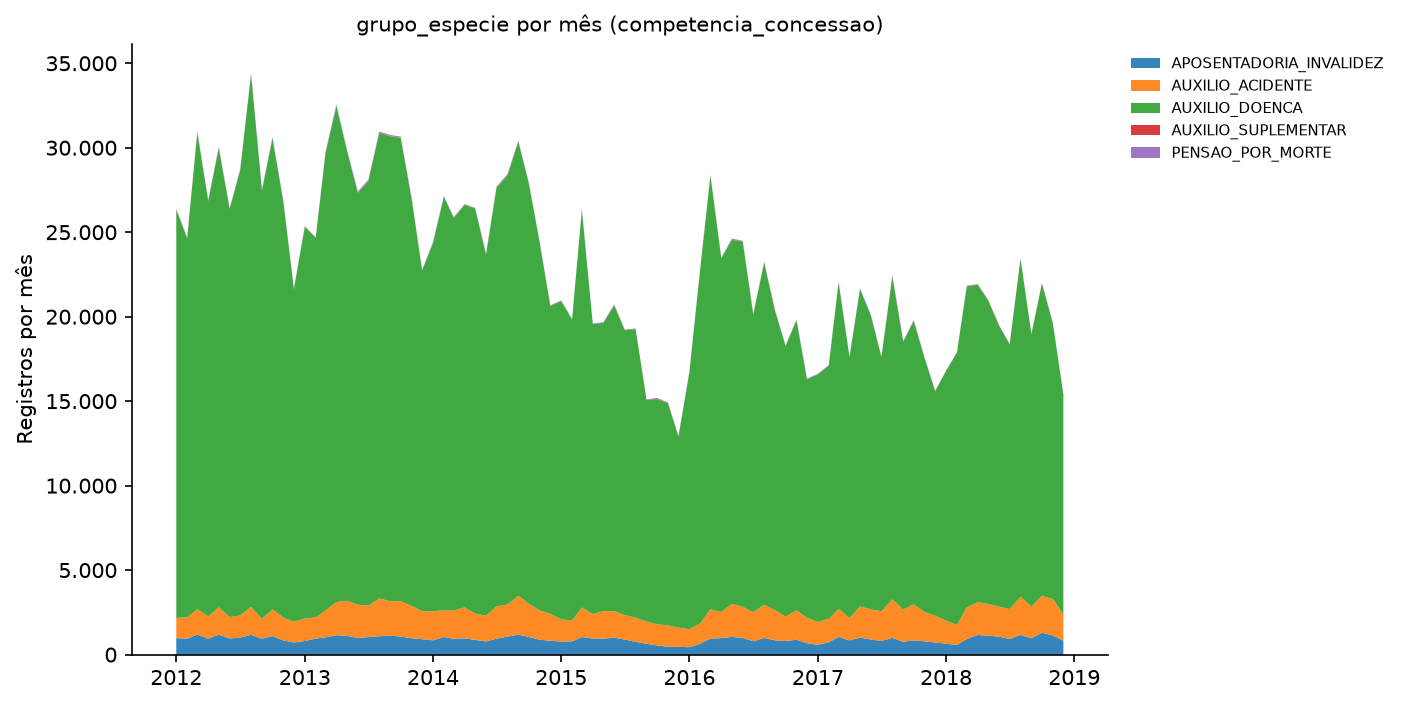 grupo_especie por mês (competencia_concessao)
35.000
30.000
25.000
20.000
15.000
10.000
5.000
0
Registros por mês
2012 2013 2014 2015 2016 2017 2018 2019
APOSENTADORIA_INVALIDEZ
AUXILIO_ACIDENTE
AUXILIO_DOENCA
AUXILIO_SUPLEMENTAR
PENSAO_POR_MORTE